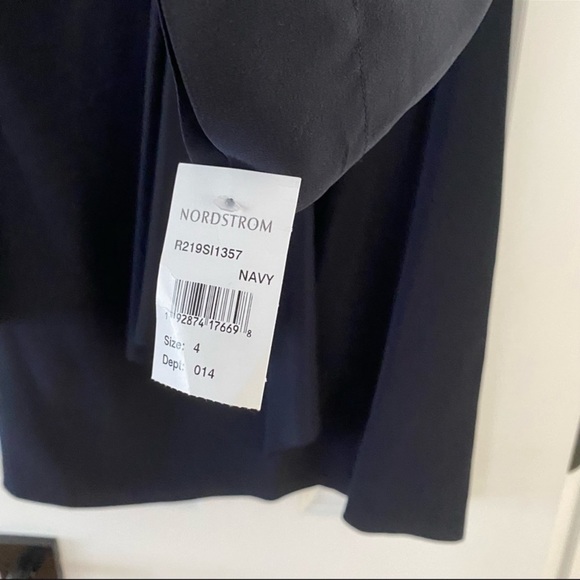 NORDSTROM
R219SI1357
NAVY
1 92874 17669 8
Size: 4
Dept: 014